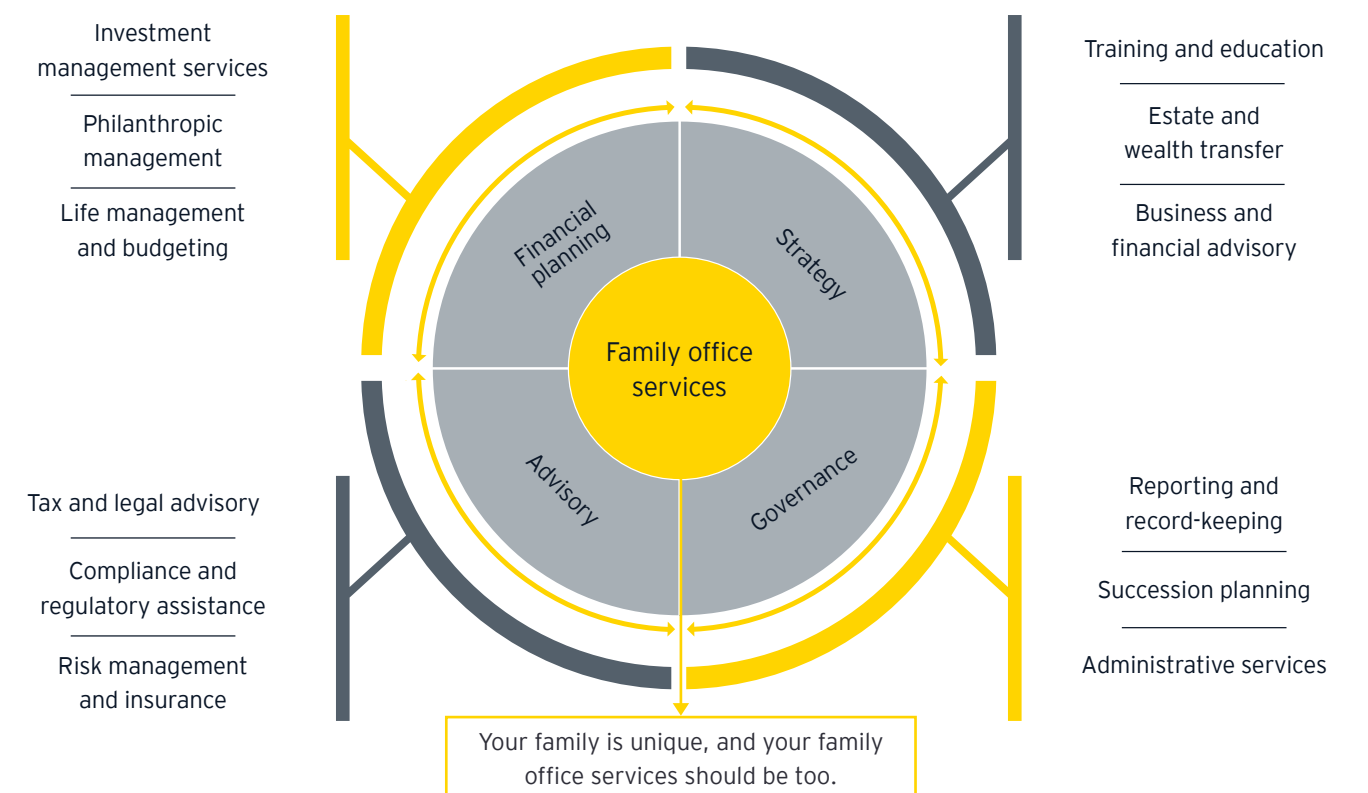 Investment
management services
Philanthropic
management
Life management
and budgeting
Training and education
Estate and
wealth transfer
Business and
financial advisory
Financial
planning
Strategy
Family office
services
Advisory
Governance
Tax and legal advisory
Compliance and
regulatory assistance
Risk management
and insurance
Reporting and
record-keeping
Succession planning
Administrative services
Your family is unique, and your family
office services should be too.